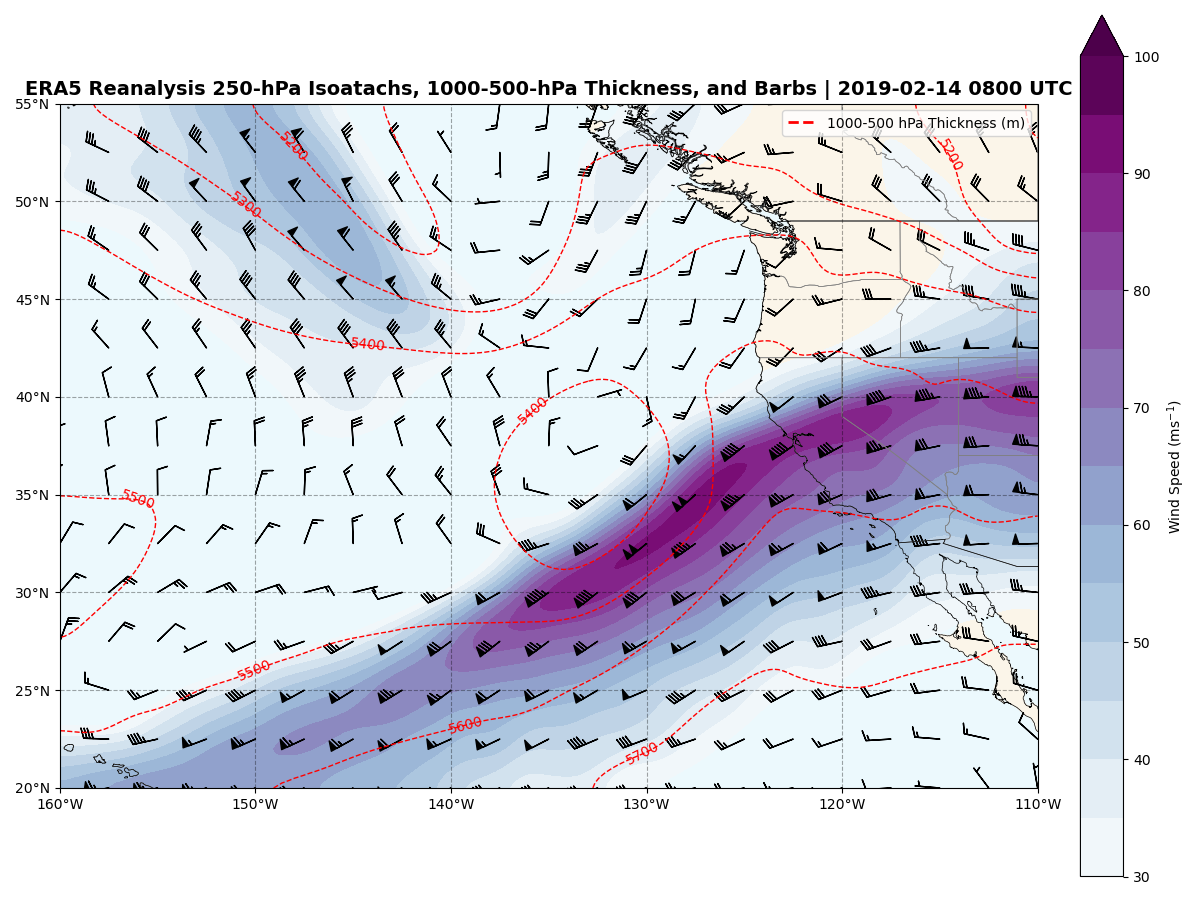 ERA5 Reanalysis 250-hPa Isoatachs, 1000-500-hPa Thickness, and Barbs | 2019-02-14 0800 UTC
1000-500 hPa Thickness (m)
55°N
50°N
45°N
40°N
35°N
30°N
25°N
20°N
160°W
150°W
140°W
130°W
120°W
110°W
5200
5300
5400
5200
5400
5500
5500
5600
5700
100
90
80
70
60
50
40
30
Wind Speed (ms⁻¹)